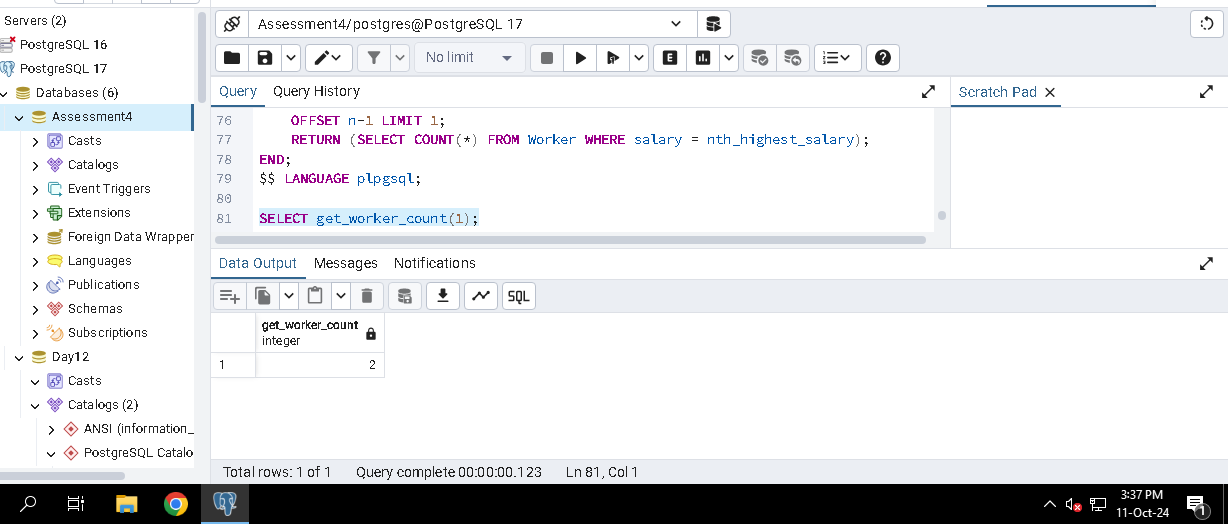 Servers (2)
PostgreSQL 16
PostgreSQL 17
Databases (6)
Assessment4
Casts
Catalogs
Event Triggers
Extensions
Foreign Data Wrapper
Languages
Publications
Schemas
Subscriptions
Day12
Casts
Catalogs (2)
ANSI (information_
PostgreSQL Catalo
Assessment4/postgres@PostgreSQL 17
No limit
E
Query
Query History
Scratch Pad
76 OFFSET n-1 LIMIT 1;
77 RETURN (SELECT COUNT(*) FROM Worker WHERE salary = nth_highest_salary);
78 END;
79 $$ LANGUAGE plpgsql;
80
81 SELECT get_worker_count(1);
Data Output
Messages
Notifications
SQL
get_worker_count
integer
1 2
Total rows: 1 of 1
Query complete 00:00:00.123
Ln 81, Col 1
3:37 PM
11-Oct-24
1